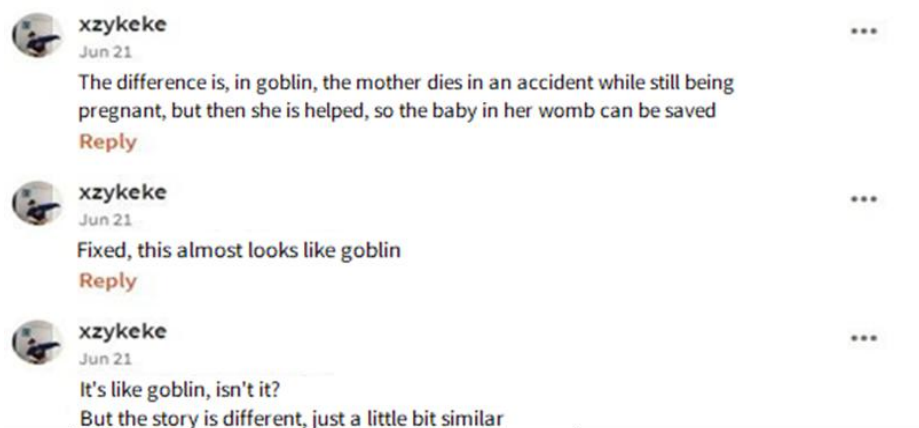 xzykeke
Jun 21
The difference is, in goblin, the mother dies in an accident while still being
pregnant, but then she is helped, so the baby in her womb can be saved
Reply
xzykeke
Jun 21
Fixed, this almost looks like goblin
Reply
xzykeke
Jun 21
It's like goblin, isn't it?
But the story is different, just a little bit similar